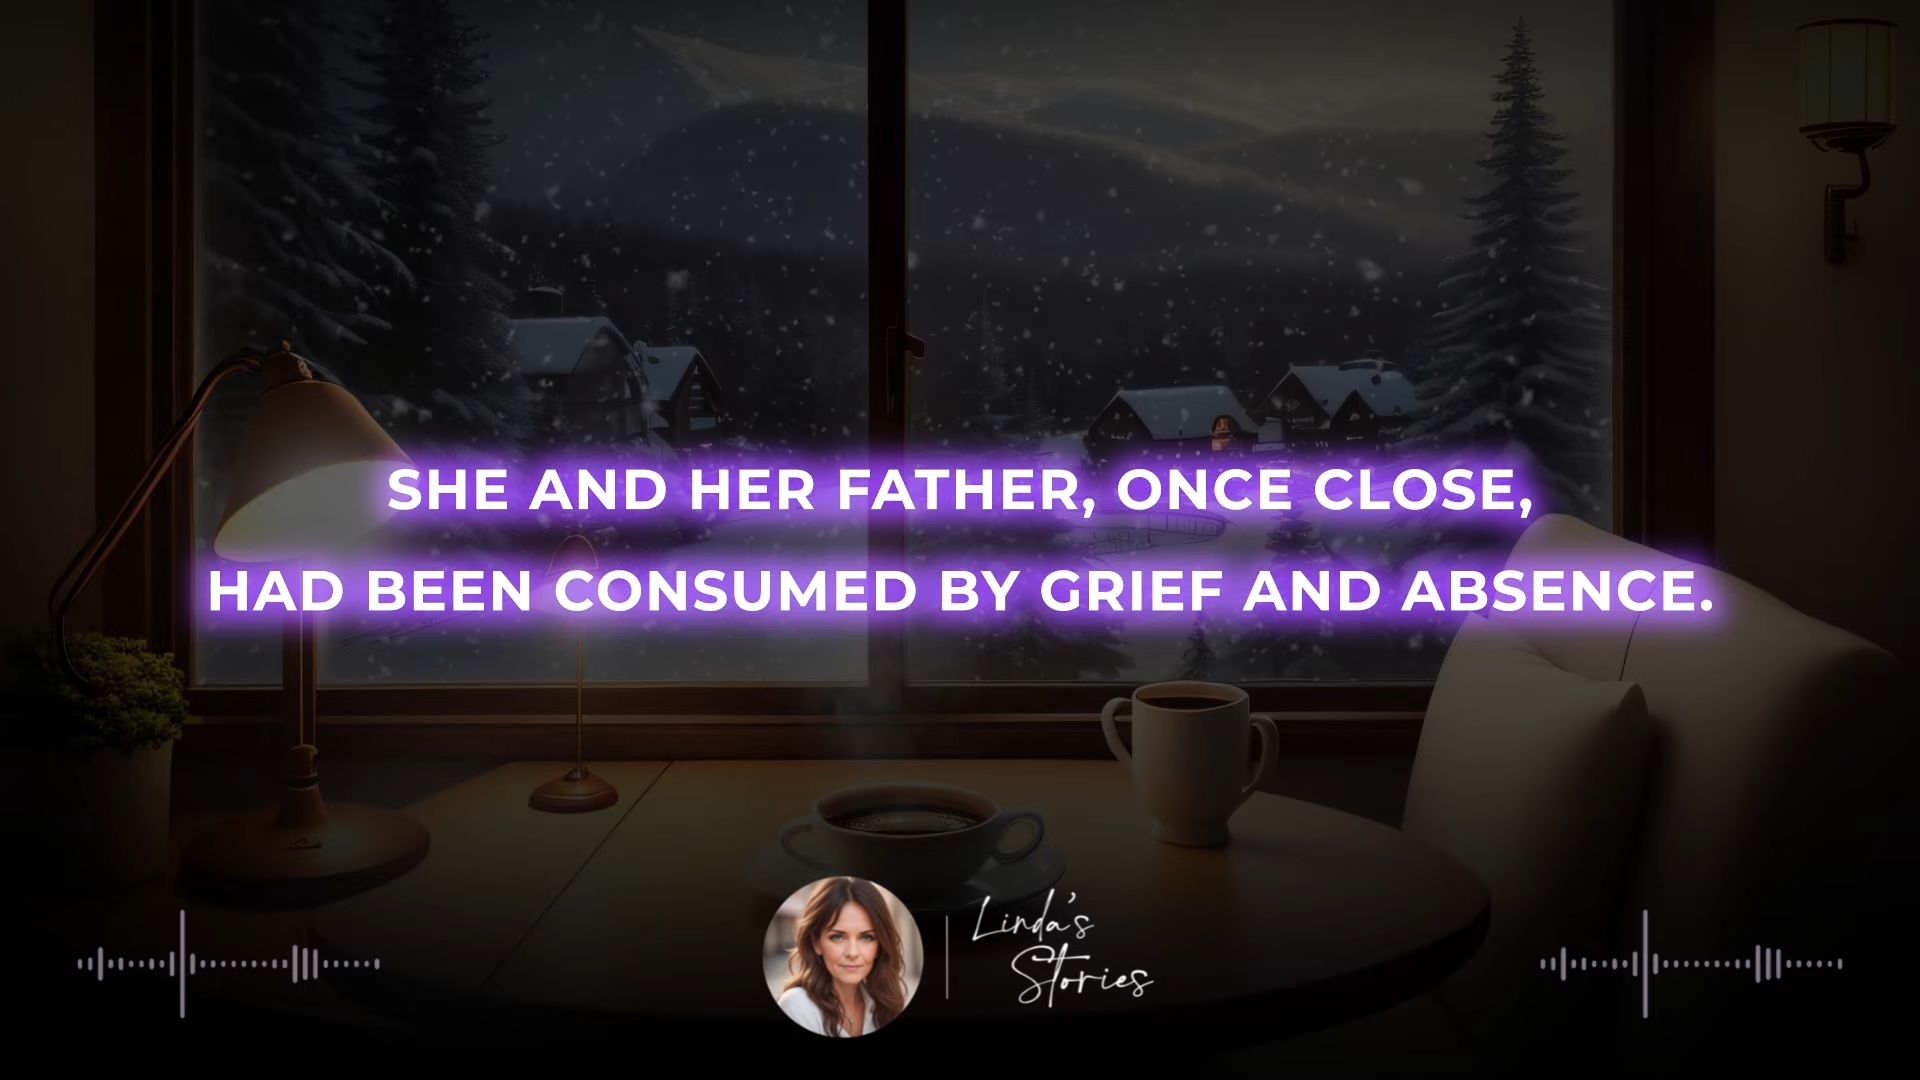 SHE AND HER FATHER, ONCE CLOSE,
HAD BEEN CONSUMED BY GRIEF AND ABSENCE.
Linda's
Stories